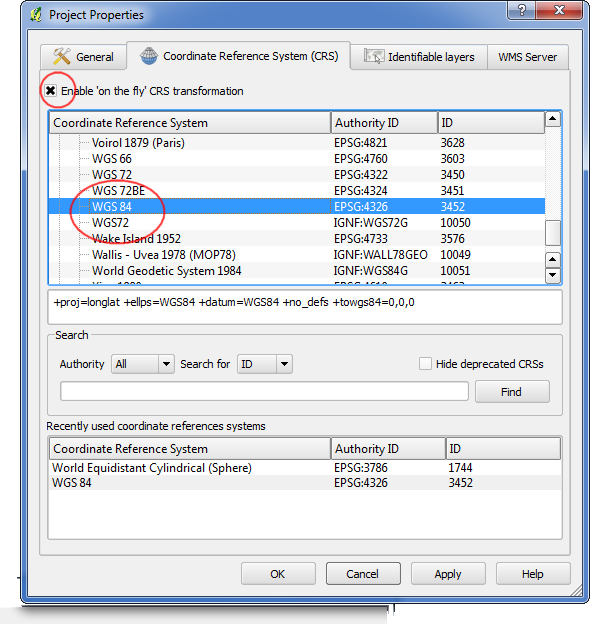 Project Properties
General
Coordinate Reference System (CRS)
Identifiable layers
WMS Server
Enable 'on the fly' CRS transformation
Coordinate Reference System Authority ID ID
Voirol 1879 (Paris) EPSG:4821 3628
WGS 66 EPSG:4760 3603
WGS 72 EPSG:4322 3450
WGS 72BE EPSG:4324 3451
WGS 84 EPSG:4326 3452
WGS72 IGNF:WGS72G 10050
Wake Island 1952 EPSG:4733 3576
Wallis - Uvea 1978 (MOP78) IGNF:WALL78GEO 10049
World Geodetic System 1984 IGNF:WGS84G 10051
+proj=longlat +ellps=WGS84 +datum=WGS84 +no_defs +towgs84=0,0,0
Search
Authority All Search for ID Hide deprecated CRSs
Find
Recently used coordinate references systems
Coordinate Reference System Authority ID ID
World Equidistant Cylindrical (Sphere) EPSG:3786 1744
WGS 84 EPSG:4326 3452
OK Cancel Apply Help